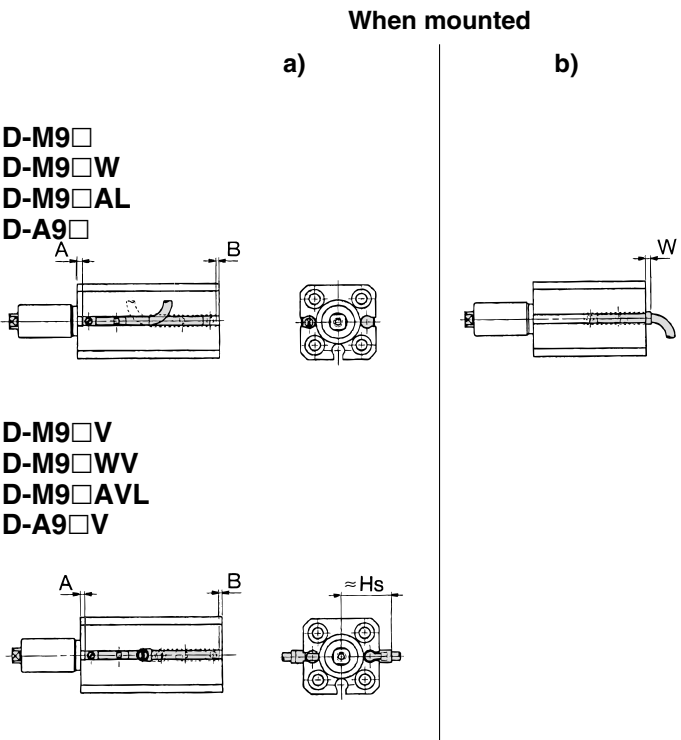 When mounted
a)
b)
D-M9□
D-M9□W
D-M9□AL
D-A9□
A
B
W
D-M9□V
D-M9□WV
D-M9□AVL
D-A9□V
A
B
≈Hs